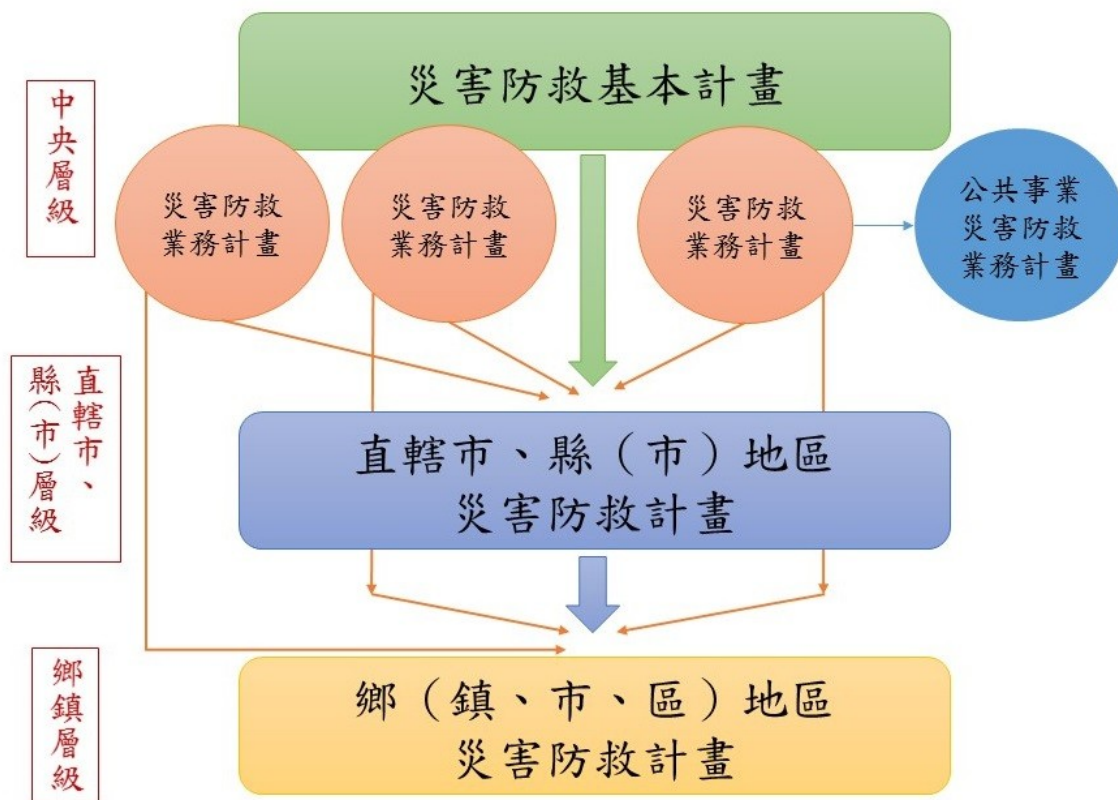 災害防救基本計畫
中央層級
災害防救
業務計畫
災害防救
業務計畫
災害防救
業務計畫
公共事業
災害防救
業務計畫
直轄市、
縣(市)層級
直轄市、縣（市）地區
災害防救計畫
鄉鎮層級
鄉（鎮、市、區）地區
災害防救計畫